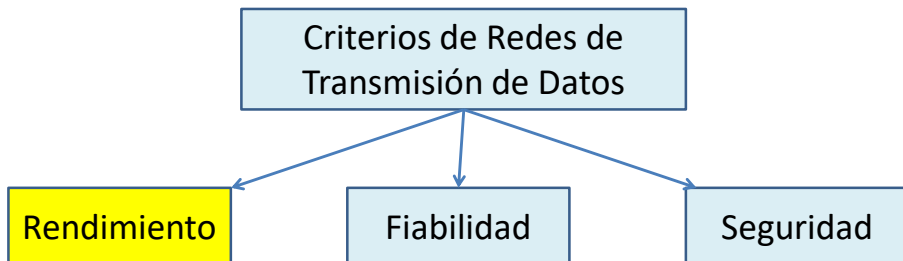 Criterios de Redes de
Transmisión de Datos
Rendimiento
Fiabilidad
Seguridad